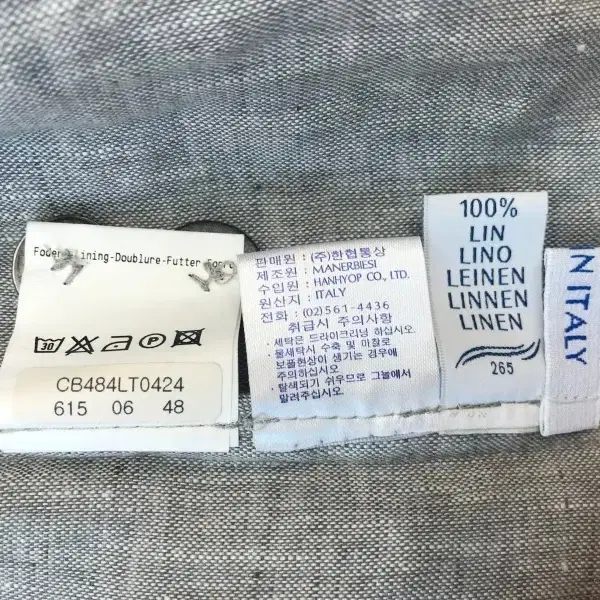 Lining-Doublure-Futter
30
P
CB484LT0424
615 06 48
판매원 : (주)한협통상
제조원 : MANERBIESI
수입원 : HANHYOP CO., LTD.
원산지 : ITALY
전화 : (02)561-4436
취급시 주의사항
· 세탁은 드라이크리닝 하십시오.
· 물세탁시 수축 및 마찰로
보플현상이 생기는 경우에
주의하십시오
· 탈색되기 쉬우므로 그늘에서
말려주십시오.
100%
LIN
LINO
LEINEN
LINNEN
LINEN
265
IN ITALY